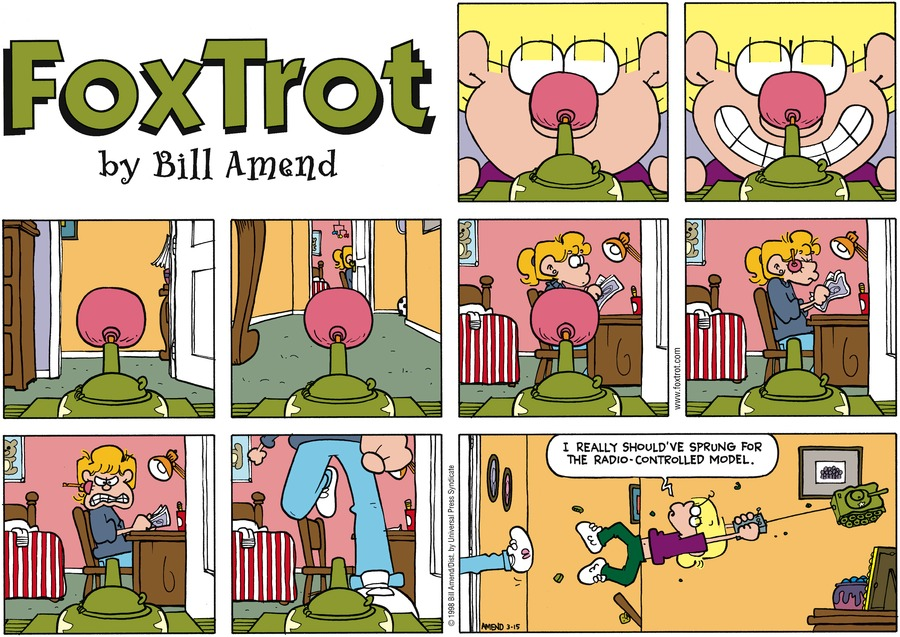 FoxTrot
by Bill Amend
www.foxtrot.com
© 1998 Bill Amend/Dist. by Universal Press Syndicate
I REALLY SHOULD'VE SPRUNG FOR
THE RADIO-CONTROLLED MODEL.
AMEND 3-15